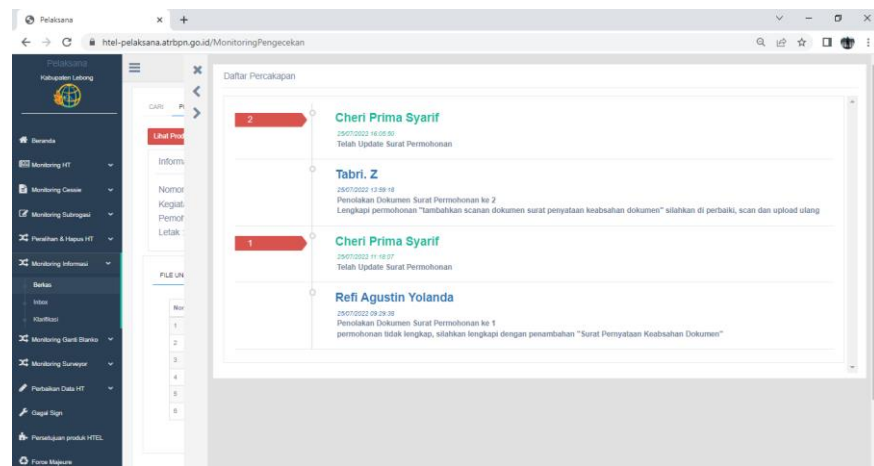 Pelaksana
htel-pelaksana.atrbpn.go.id/MonitoringPengecekan
Pelaksana
Kabupaten Lebong
Beranda
Monitoring HT
Monitoring Cessie
Monitoring Subrogasi
Peralihan & Hapus HT
Monitoring Informasi
Berkas
Inbox
Klarifikasi
Monitoring Ganti Blanko
Monitoring Surveyor
Perbaikan Data HT
Gagal Sign
Persetujuan produk HTEL
Force Majeure
CARI
Lihat Prod
Inform
Nomor
Kegiat
Pemoh
Letak :
FILE UN
1
2
3
4
5
6
Daftar Percakapan
2
Cheri Prima Syarif
25/07/2022 16:05:50
Telah Update Surat Permohonan
Tabri. Z
25/07/2022 13:59:16
Penolakan Dokumen Surat Permohonan ke 2
Lengkapi permohonan "tambahkan scanan dokumen surat penyataan keabsahan dokumen" silahkan di perbaiki, scan dan upload ulang
1
Cheri Prima Syarif
25/07/2022 11:18:07
Telah Update Surat Permohonan
Refi Agustin Yolanda
25/07/2022 09:29:38
Penolakan Dokumen Surat Permohonan ke 1
permohonan tidak lengkap, silahkan lengkapi dengan penambahan "Surat Pernyataan Keabsahan Dokumen"